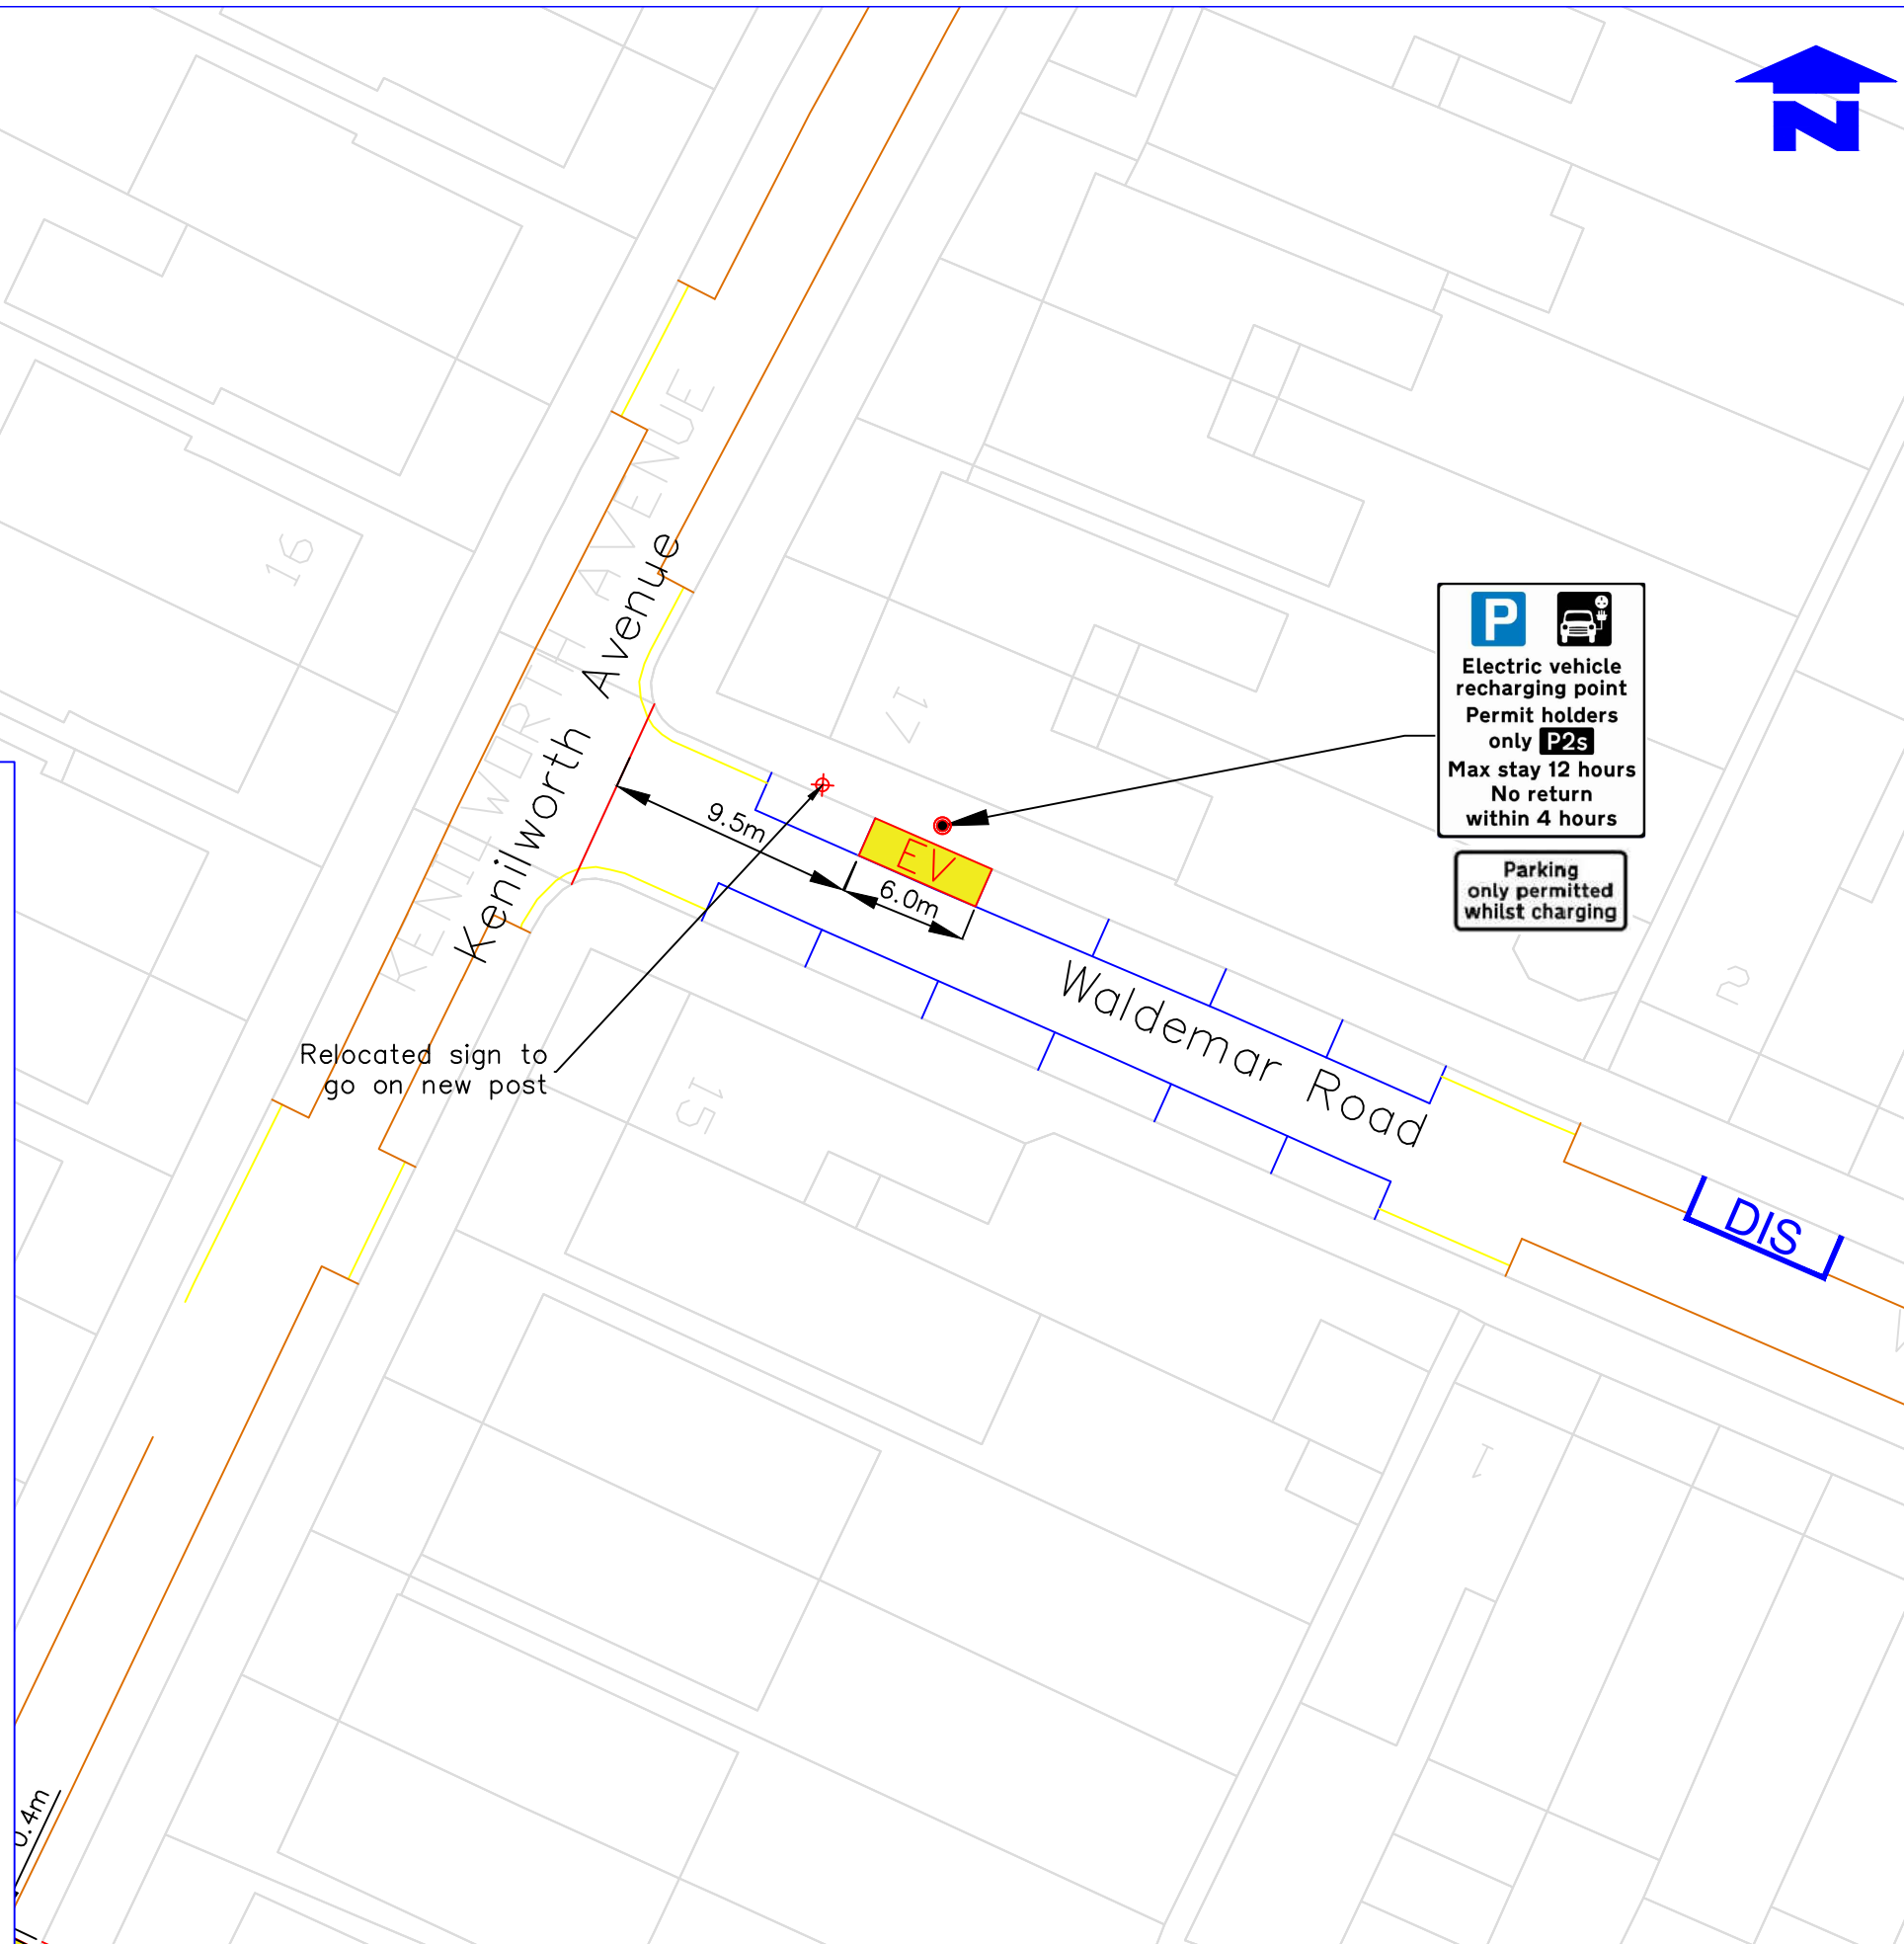 N
KENILWORTH AVENUE
Kenilworth Avenue
16
17
P
Electric vehicle
recharging point
Permit holders
only P2s
Max stay 12 hours
No return
within 4 hours
Parking
only permitted
whilst charging
9.5m
EV
6.0m
Waldemar Road
Relocated sign to
go on new post
15
2
DIS
1